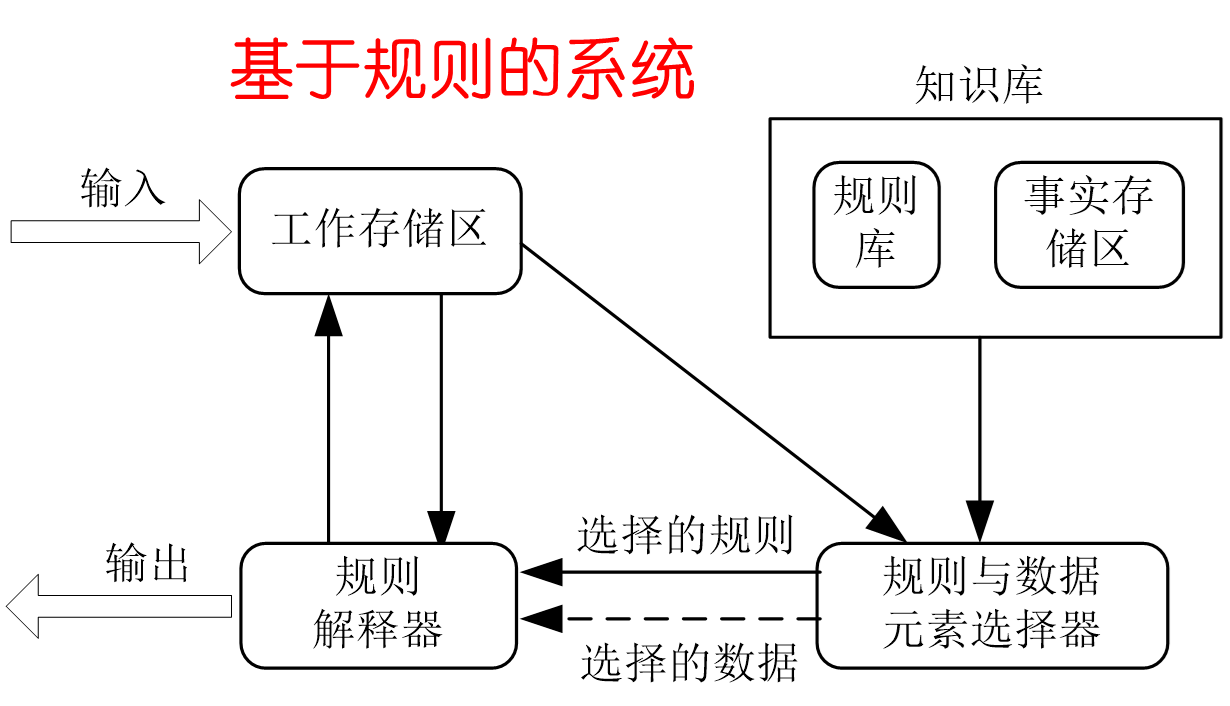 基于规则的系统
知识库
输入
工作存储区
规则
库
事实存
储区
选择的规则
输出
规则
解释器
规则与数据
元素选择器
选择的数据